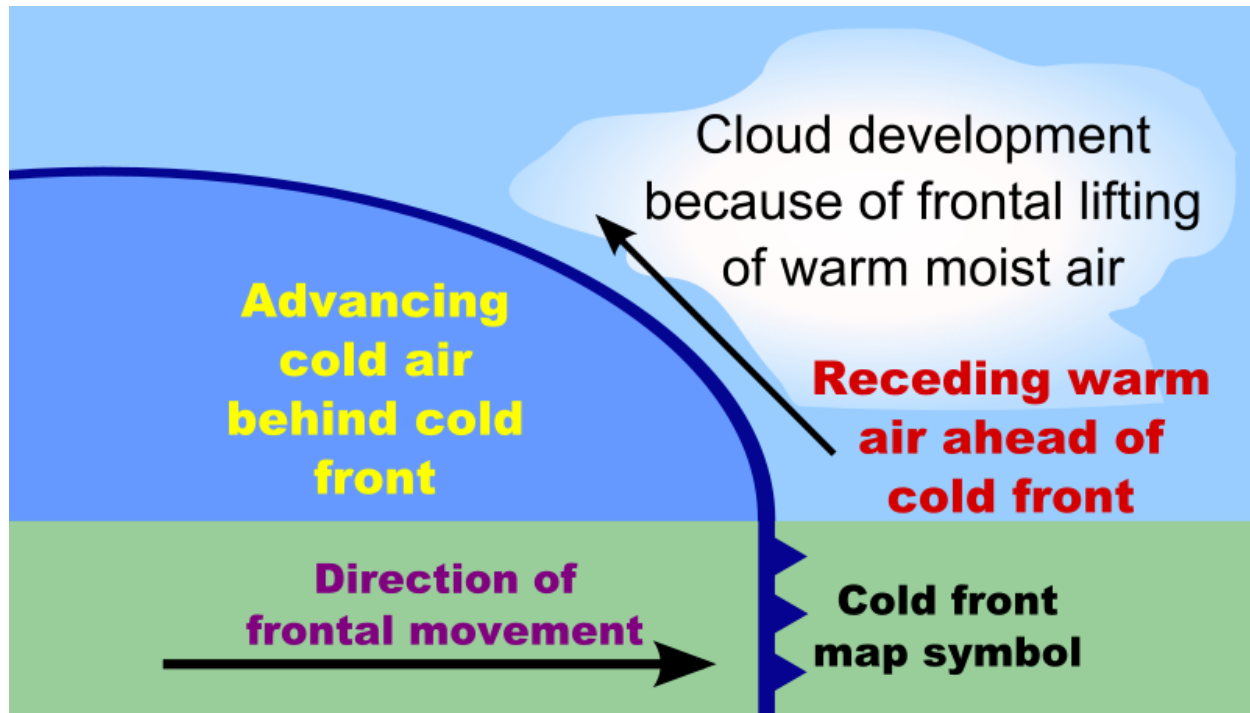 Cloud development
because of frontal lifting
of warm moist air
Advancing
cold air
behind cold
front
Receding warm
air ahead of
cold front
Direction of
frontal movement
Cold front
map symbol